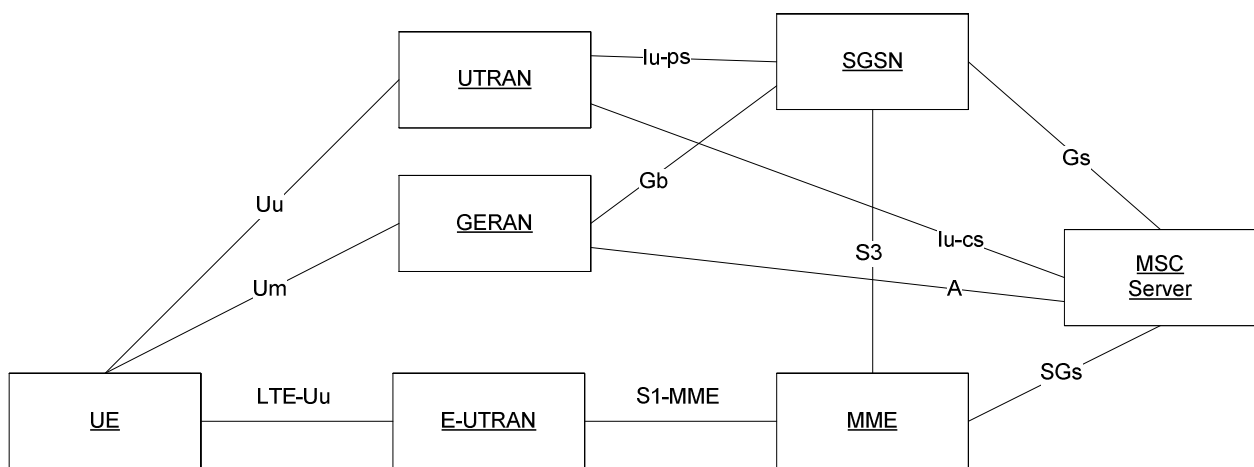 UTRAN
Iu-ps
SGSN
Gs
Uu
GERAN
Gb
Iu-cs
S3
MSC
Server
Um
A
SGs
UE
LTE-Uu
E-UTRAN
S1-MME
MME